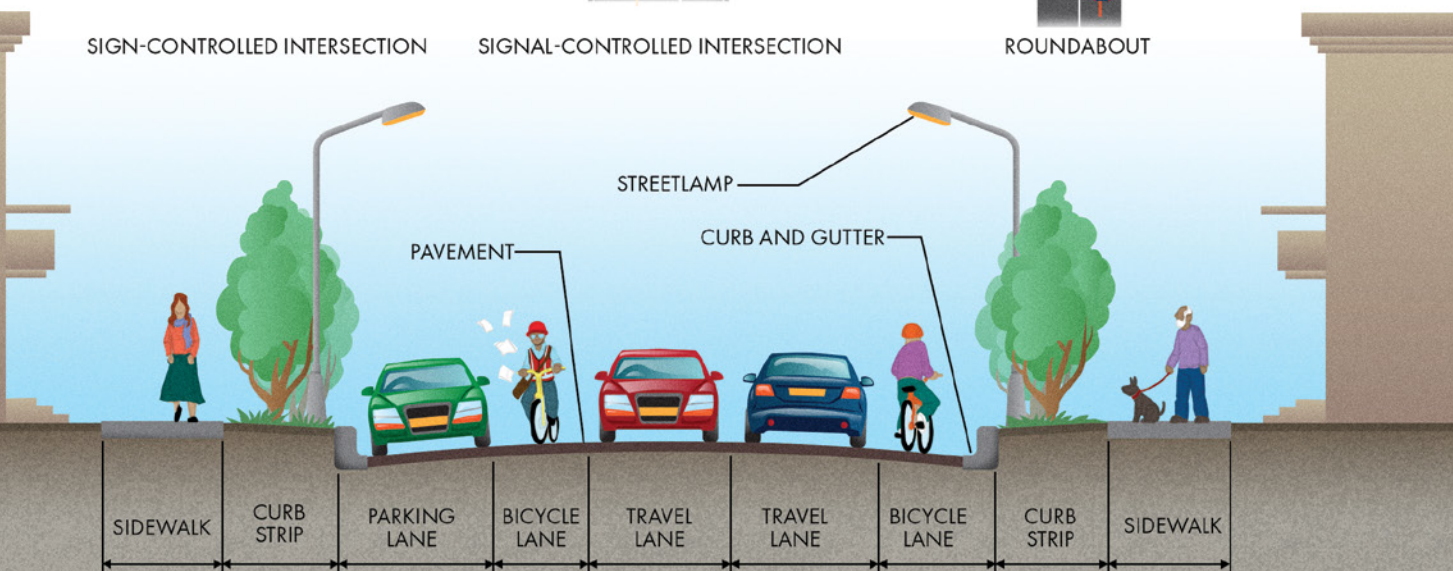 SIGN-CONTROLLED INTERSECTION
SIGNAL-CONTROLLED INTERSECTION
ROUNDABOUT
STREETLAMP
PAVEMENT
CURB AND GUTTER
SIDEWALK
CURB
STRIP
PARKING
LANE
BICYCLE
LANE
TRAVEL
LANE
TRAVEL
LANE
BICYCLE
LANE
CURB
STRIP
SIDEWALK